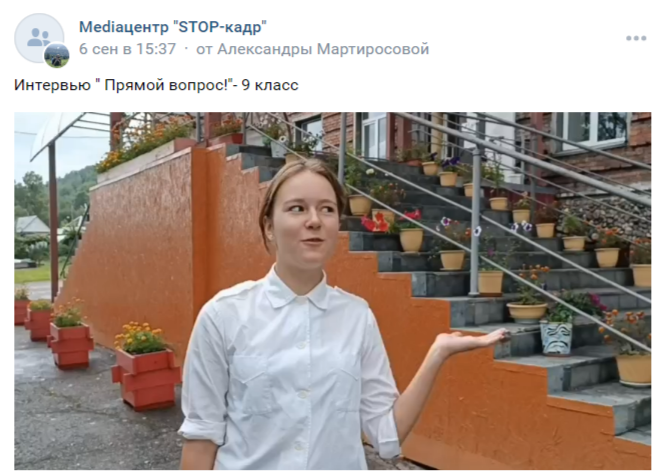 Mediацентр "STOP-кадр"
6 сен в 15:37 · от Александры Мартиросовой
Интервью " Прямой вопрос!"- 9 класс